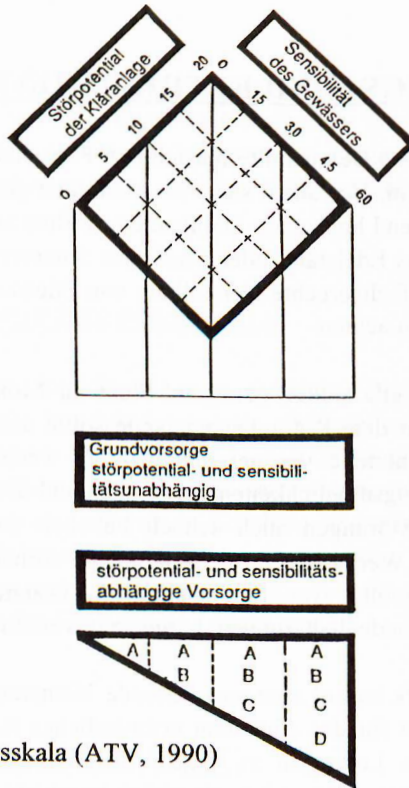 Störpotential
der Kläranlage
Sensibilität
des Gewässers
0 5 10 15 20
0 1,5 3,0 4,5 6,0
Grundvorsorge
störpotential- und sensibili-
tätsunabhängig
störpotential- und sensibilitäts-
abhängige Vorsorge
A A A A
B B B
C C
D
sskala (ATV, 1990)